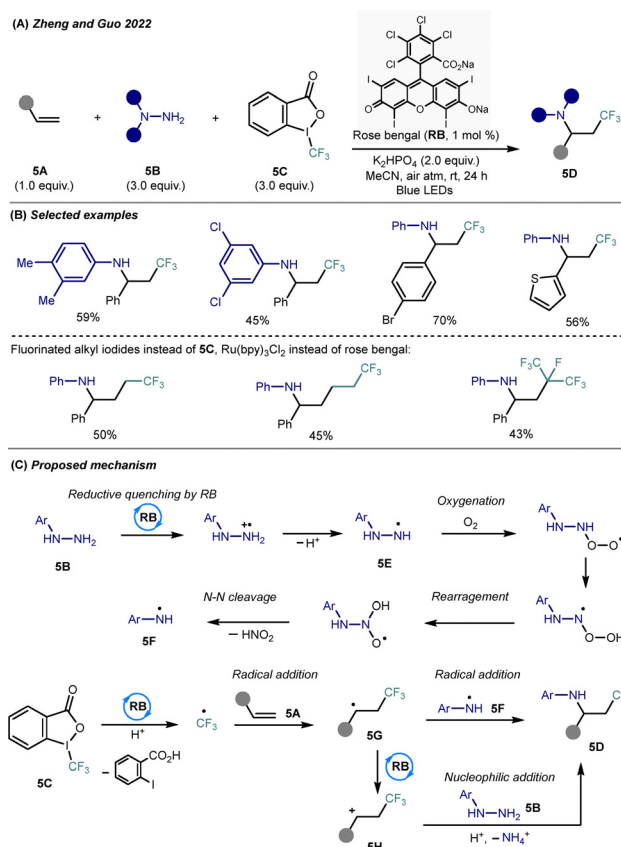 (A) Zheng and Guo 2022
Cl
Cl Cl
Cl CO₂Na
I I
O O ONa
I I
N−NH₂
O
O
I
CF₃
+ +
5A 5B 5C
(1.0 equiv.) (3.0 equiv.) (3.0 equiv.)
Rose bengal (RB, 1 mol %)
K₂HPO₄ (2.0 equiv.)
MeCN, air atm, rt, 24 h
Blue LEDs
N CF₃
5D
(B) Selected examples
Me NH CF₃
Me Ph
59%
Cl NH CF₃
Cl Ph
45%
Ph NH CF₃
Br
70%
Ph NH CF₃
S
56%
Fluorinated alkyl iodides instead of 5C, Ru(bpy)₃Cl₂ instead of rose bengal:
Ph NH CF₃
Ph
50%
Ph NH CF₃
Ph
45%
Ph NH F₃C F CF₃
Ph
43%
(C) Proposed mechanism
Reductive quenching by RB Oxygenation
Ar HN−NH₂ RB Ar HN−NH₂ +• Ar HN−NH • O₂ Ar HN−NH O−O•
5B − H⁺ 5E
N-N cleavage Rearragement
Ar−NH • − HNO₂ Ar HN−N OH O• Ar HN−N • O−OH
5F
Radical addition Radical addition
O O I CF₃ RB • CF₃ 5A • CF₃ Ar−NH • 5F Ar NH
H⁺ 5G 5D
5C − CO₂H I
RB Nucleophilic addition
+ CF₃ Ar HN−NH₂ 5B
5H H⁺, − NH₄⁺